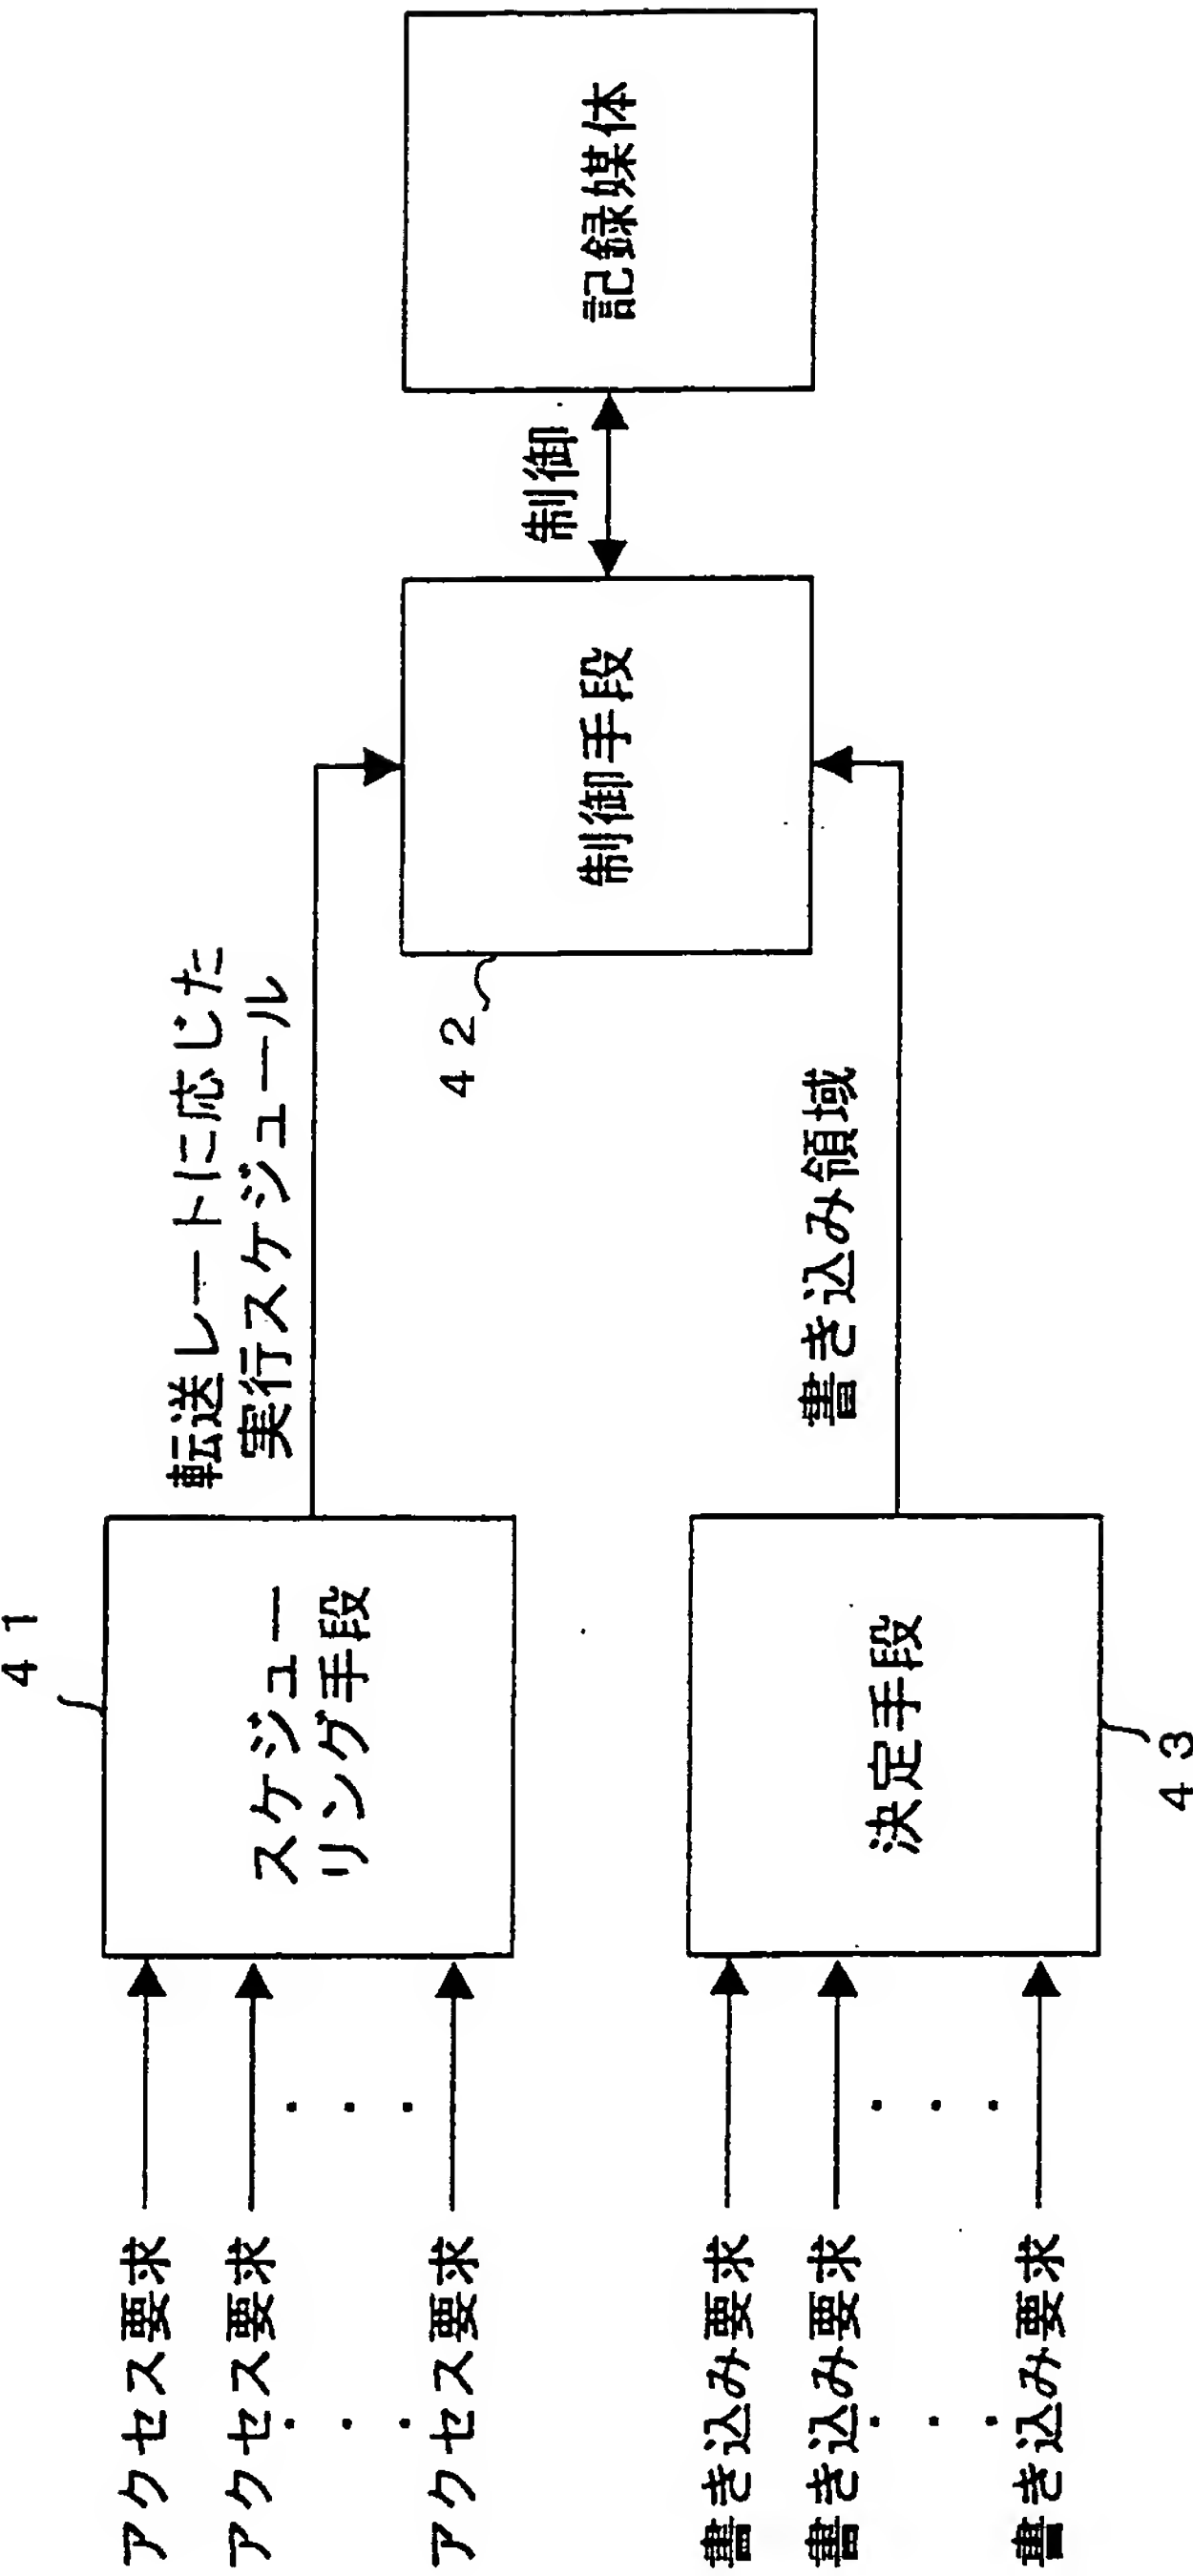 41
アクセス要求
アクセス要求
アクセス要求
スケジュー
リング手段
転送レートに応じた
実行スケジュール
42
制御手段
制御
記録媒体
書き込み要求
書き込み要求
書き込み要求
決定手段
43
書き込み領域